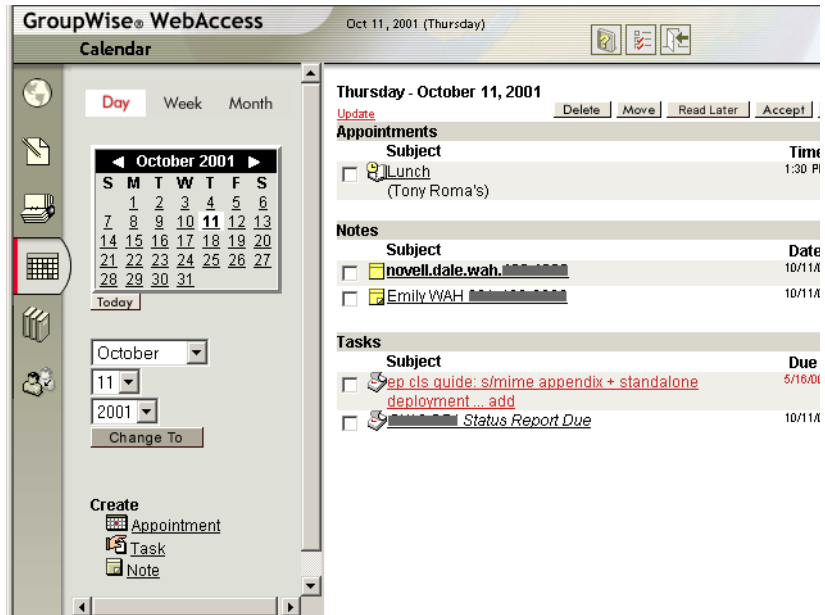 GroupWise® WebAccess
Oct 11, 2001 (Thursday)
Calendar
Day Week Month
October 2001
S M T W T F S
1 2 3 4 5 6
7 8 9 10 11 12 13
14 15 16 17 18 19 20
21 22 23 24 25 26 27
28 29 30 31
Today
October
11
2001
Change To
Create
Appointment
Task
Note
Thursday - October 11, 2001
Update
Delete Move Read Later Accept
Appointments
Subject Time
Lunch 1:30 P
(Tony Roma's)
Notes
Subject Date
novell.dale.wah. 10/11/
Emily WAH 10/11/
Tasks
Subject Due
ep cls guide: s/mime appendix + standalone 5/16/0
deployment ... add
Status Report Due 10/11/